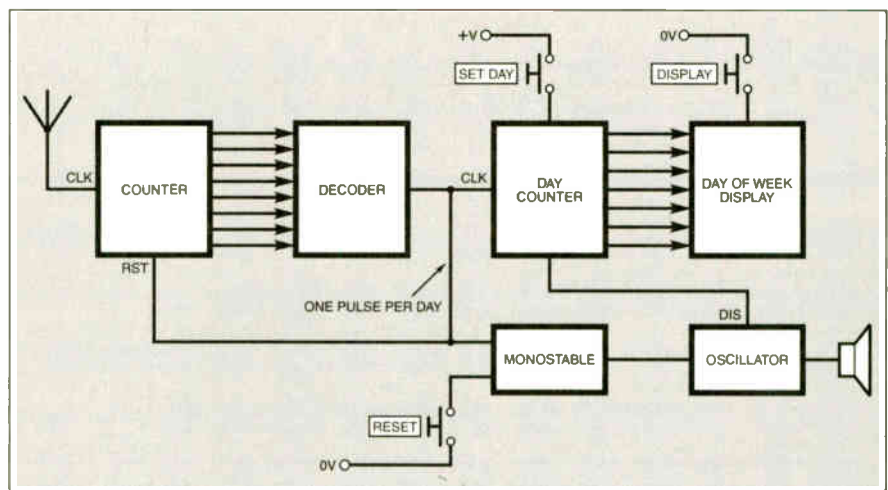 +V
0V
SET DAY
DISPLAY
CLK
COUNTER
DECODER
CLK
DAY
COUNTER
DAY OF WEEK
DISPLAY
RST
ONE PULSE PER DAY
DIS
MONOSTABLE
OSCILLATOR
RESET
0V